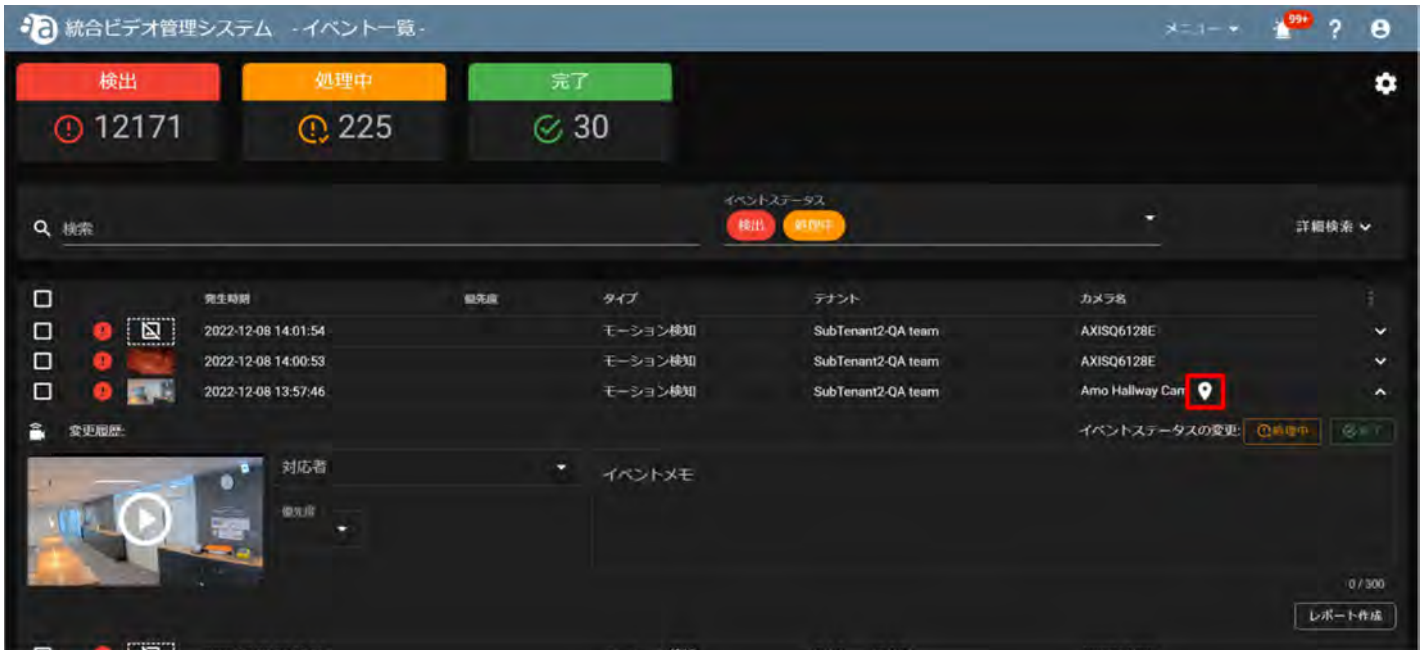 a 統合ビデオ管理システム - イベント一覧 - メニュー 99+ ?
検出 処理中 完了
12171 225 30
イベントステータス
検索 検出 処理中 詳細検索
発生時刻 優先度 タイプ テナント カメラ名
2022-12-08 14:01:54 モーション検知 SubTenant2-QA team AXISQ6128E
2022-12-08 14:00:53 モーション検知 SubTenant2-QA team AXISQ6128E
2022-12-08 13:57:46 モーション検知 SubTenant2-QA team Amo Hallway Cam
変更履歴: イベントステータスの変更: 処理中 完了
対応者 イベントメモ
優先度
0 / 300
レポート作成